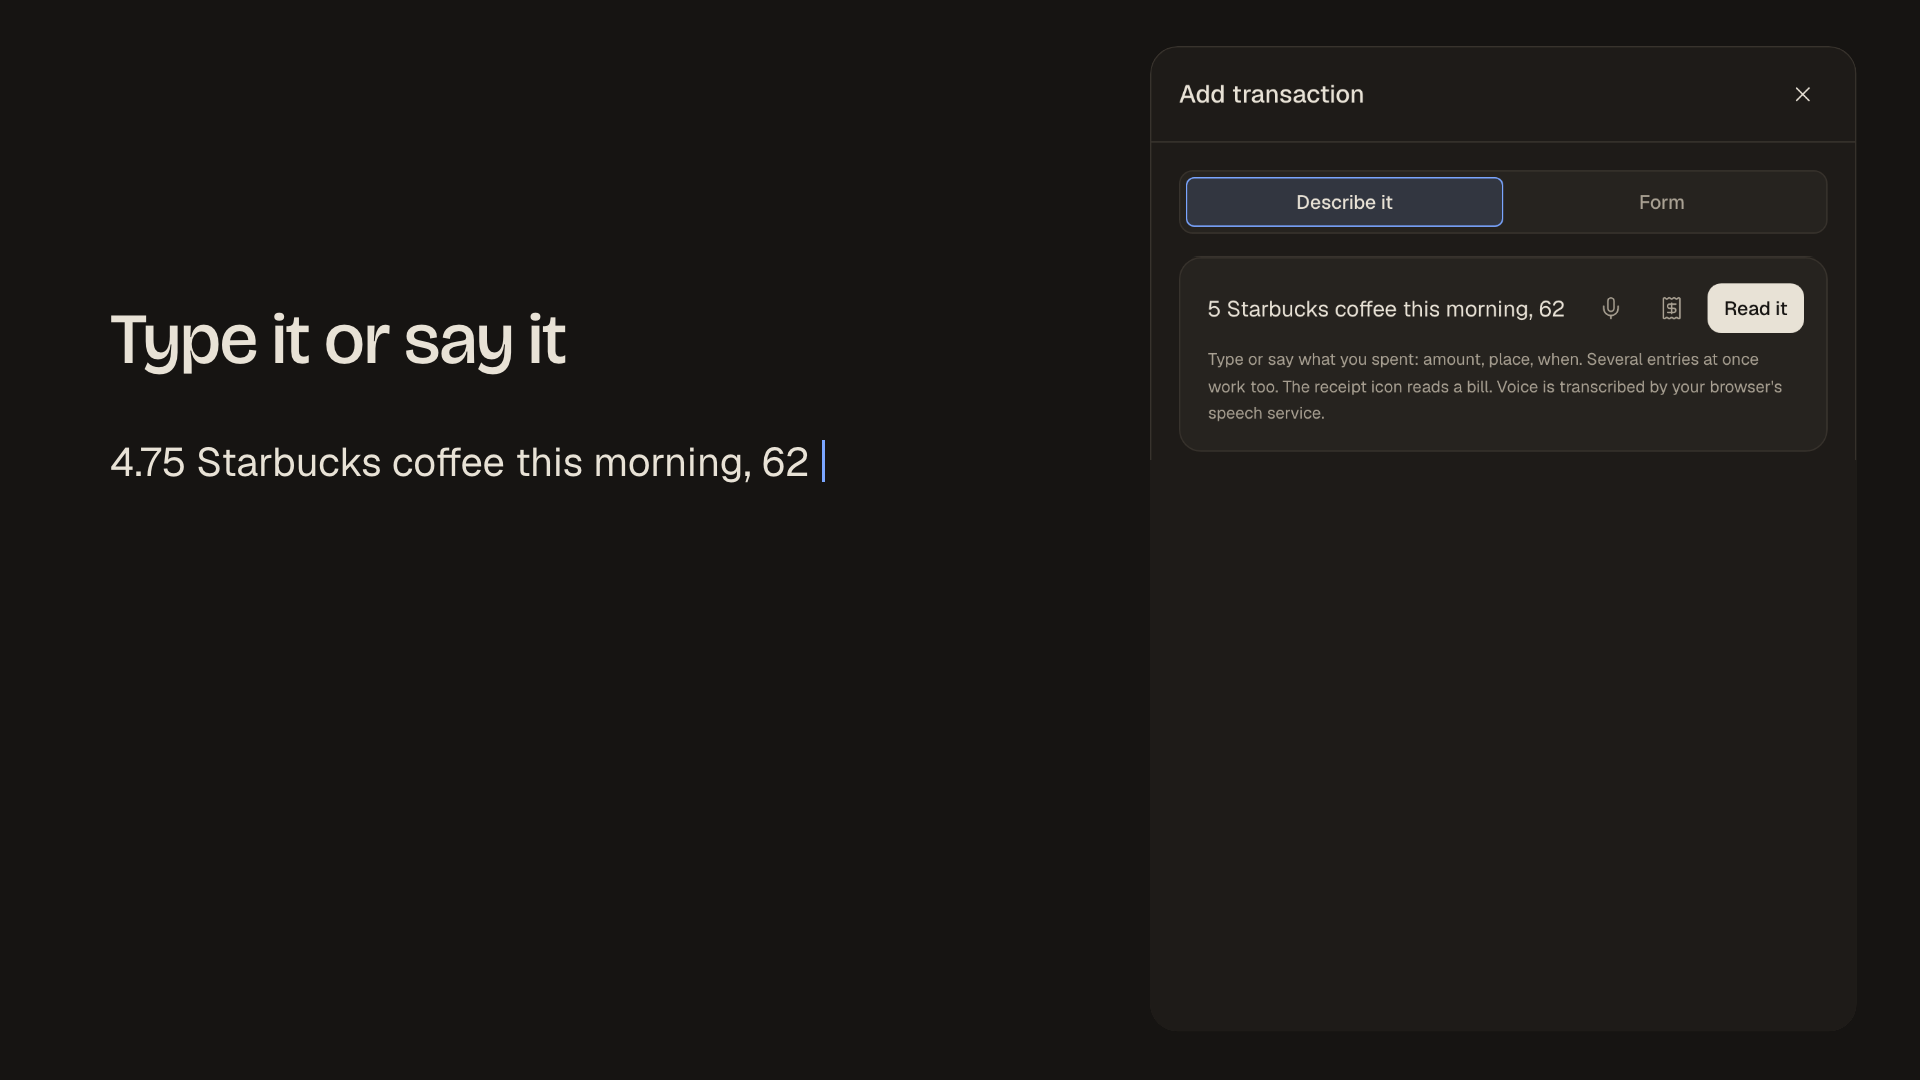 Type it or say it
4.75 Starbucks coffee this morning, 62
Add transaction
Describe it
Form
5 Starbucks coffee this morning, 62
Read it
Type or say what you spent: amount, place, when. Several entries at once
work too. The receipt icon reads a bill. Voice is transcribed by your browser's
speech service.